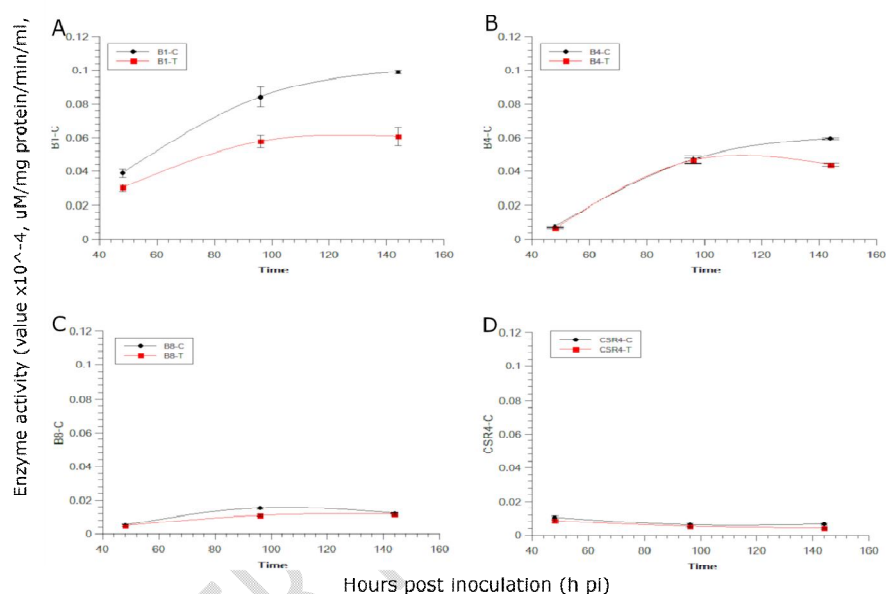 Enzyme activity (value x10^-4, uM/mg protein/min/ml,
A
B1-C
B1-T
0.12
0.1
0.08
0.06
0.04
0.02
0
B1-C
40 60 80 100 120 140 160
Time
B
B4-C
B4-T
0.12
0.1
0.08
0.06
0.04
0.02
0
B4-C
40 60 80 100 120 140 160
Time
C
B8-C
B8-T
0.12
0.1
0.08
0.06
0.04
0.02
0
B8-C
40 60 80 100 120 140 160
Time
D
CSR4-C
CSR4-T
0.12
0.1
0.08
0.06
0.04
0.02
0
CSR4-C
40 60 80 100 120 140 160
Time
Hours post inoculation (h pi)